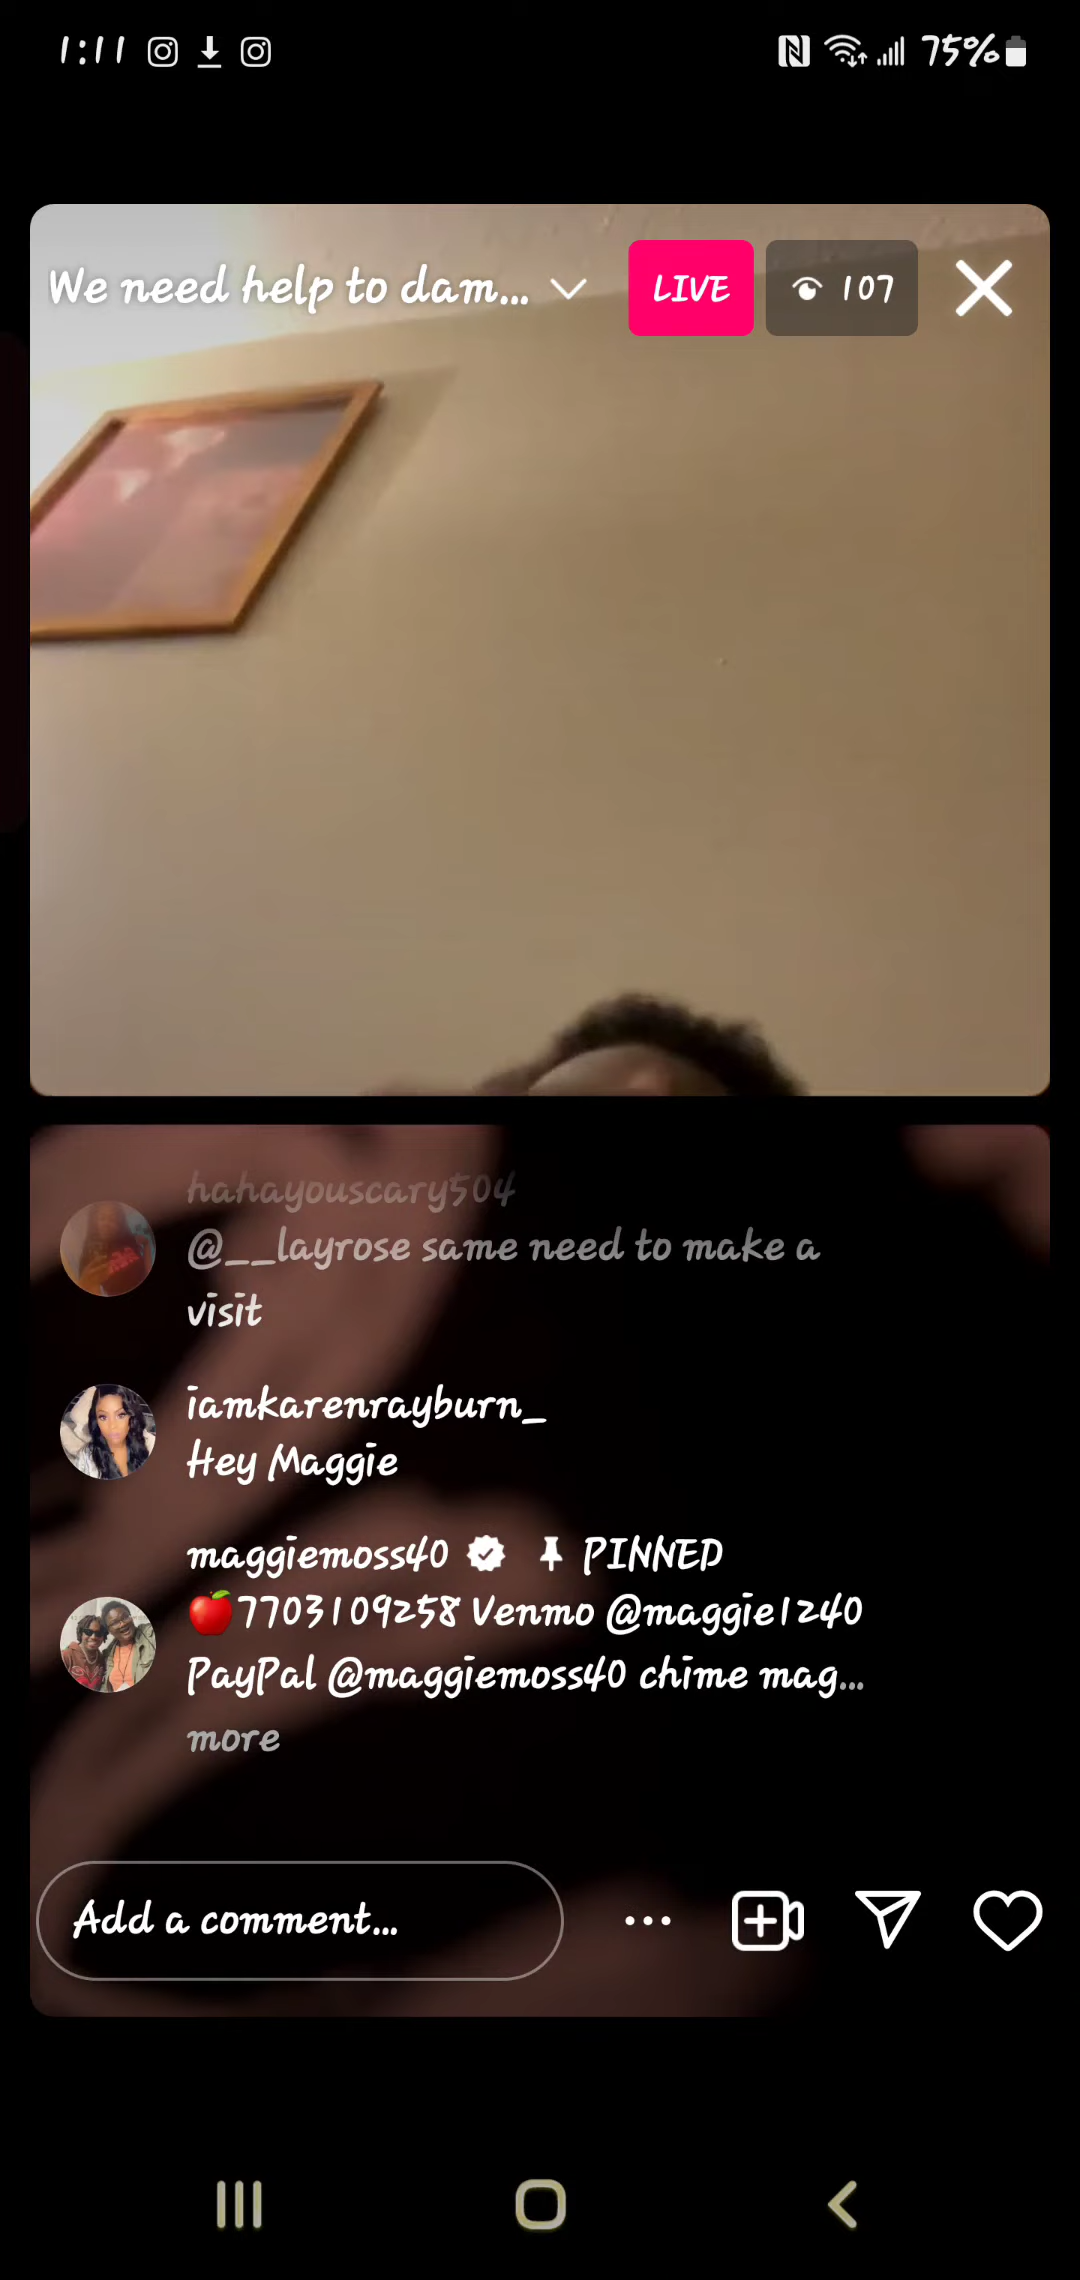 1:11 75%
We need help to dam... LIVE 107
hahayouscary504
@__layrose same need to make a
visit
iamkarenrayburn_
Hey Maggie
maggiemoss40 PINNED
🍎7703109258 Venmo @maggie1240
PayPal @maggiemoss40 chime mag...
more
Add a comment...